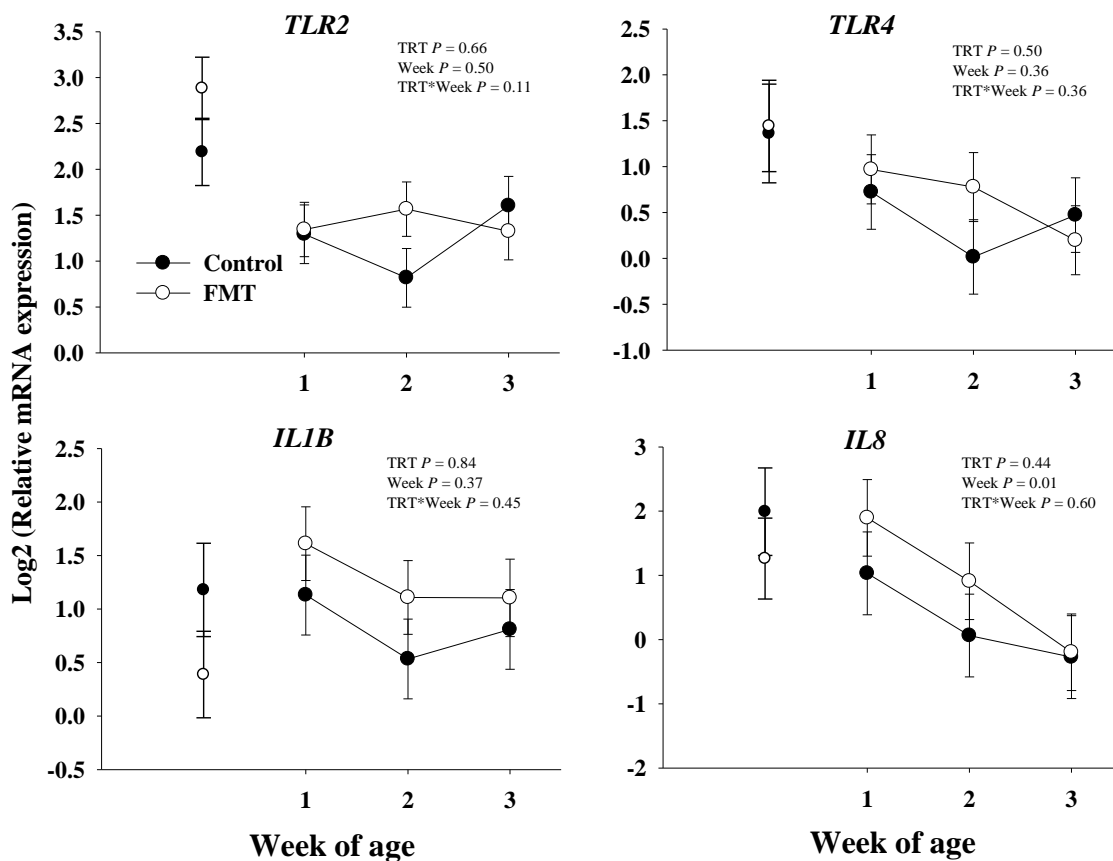 TLR2
TRT P = 0.66
Week P = 0.50
TRT*Week P = 0.11
3.5
3.0
2.5
2.0
1.5
1.0
0.5
0.0
Control
FMT
1 2 3
TLR4
TRT P = 0.50
Week P = 0.36
TRT*Week P = 0.36
2.5
2.0
1.5
1.0
0.5
0.0
-0.5
-1.0
1 2 3
Log2 (Relative mRNA expression)
IL1B
TRT P = 0.84
Week P = 0.37
TRT*Week P = 0.45
2.5
2.0
1.5
1.0
0.5
0.0
-0.5
1 2 3
Week of age
IL8
TRT P = 0.44
Week P = 0.01
TRT*Week P = 0.60
3
2
1
0
-1
-2
1 2 3
Week of age